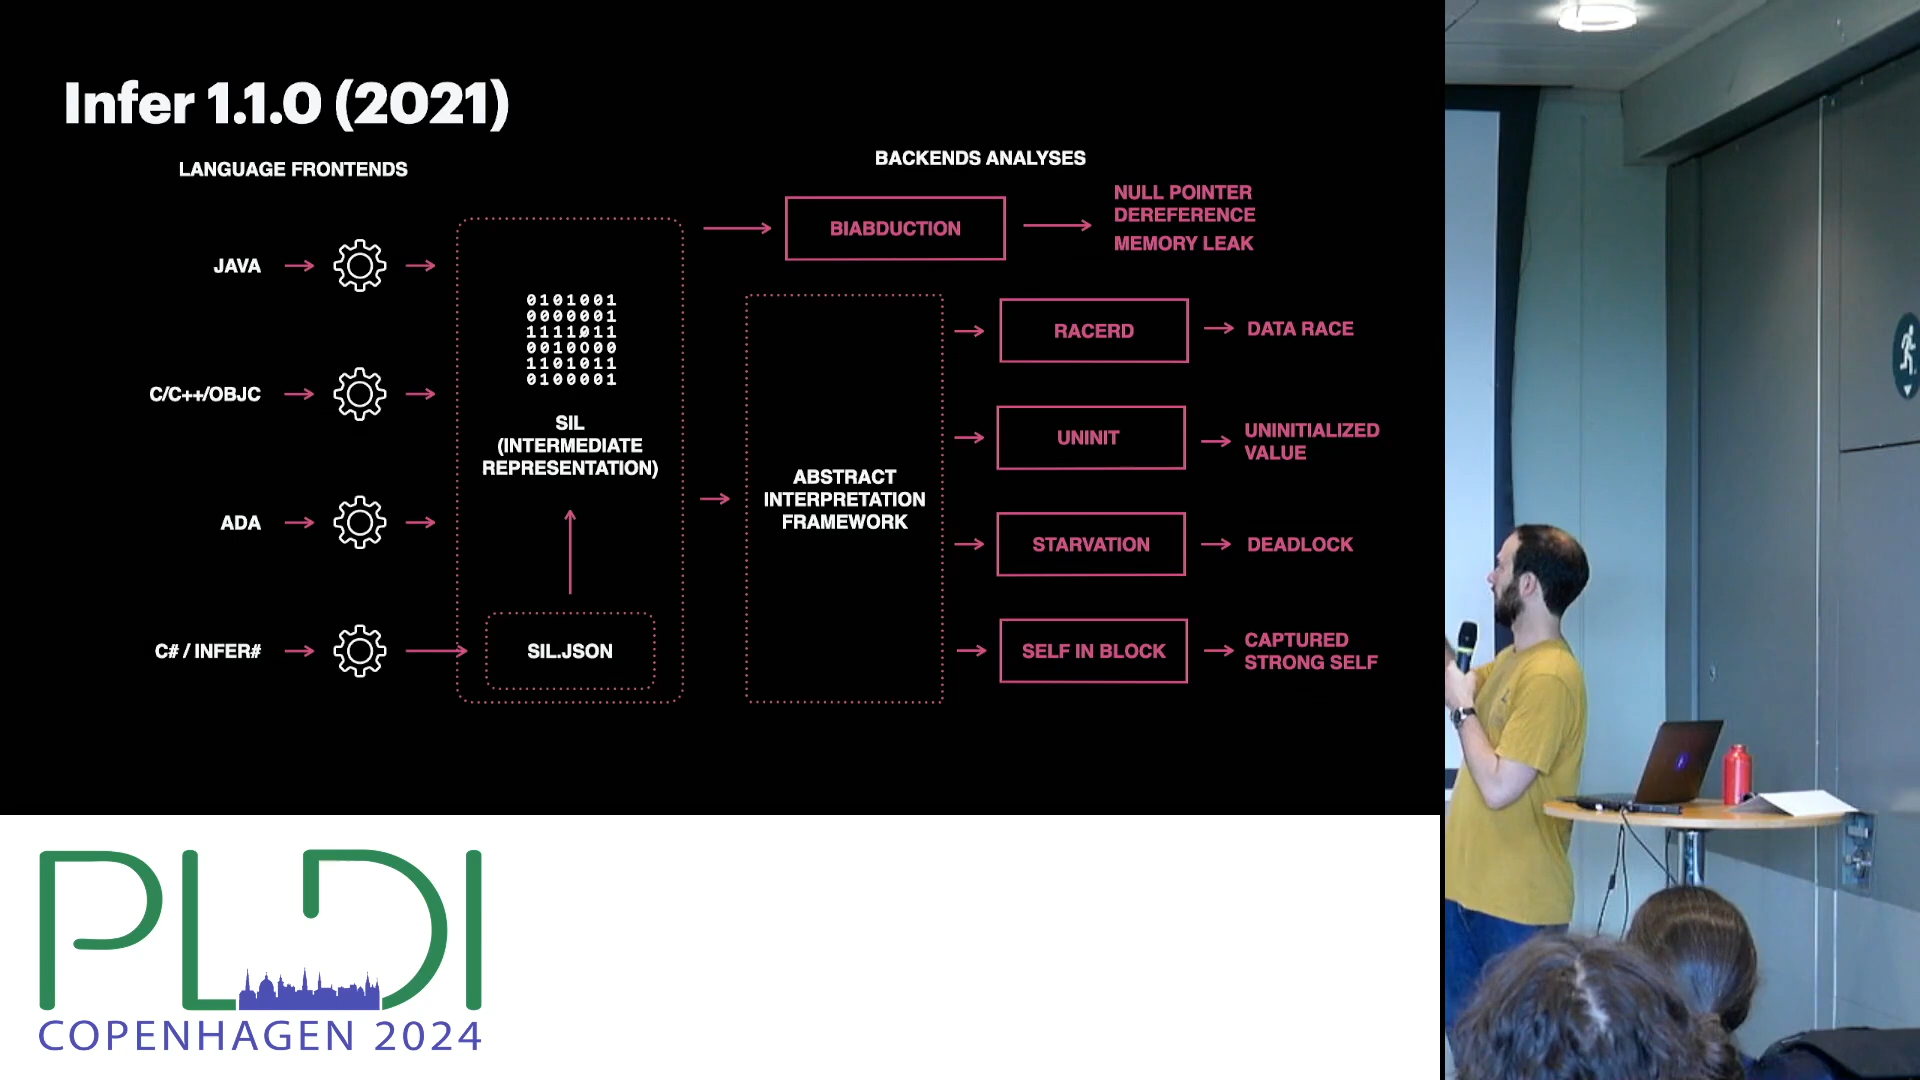 Infer 1.1.0 (2021)
LANGUAGE FRONTENDS
BACKENDS ANALYSES
JAVA
C/C++/OBJC
ADA
C# / INFER#
0101001
0000001
1111011
0010000
1101011
0100001
SIL
(INTERMEDIATE
REPRESENTATION)
SIL.JSON
BIABDUCTION
NULL POINTER
DEREFERENCE
MEMORY LEAK
ABSTRACT
INTERPRETATION
FRAMEWORK
RACERD
DATA RACE
UNINIT
UNINITIALIZED
VALUE
STARVATION
DEADLOCK
SELF IN BLOCK
CAPTURED
STRONG SELF
PLDI
COPENHAGEN 2024